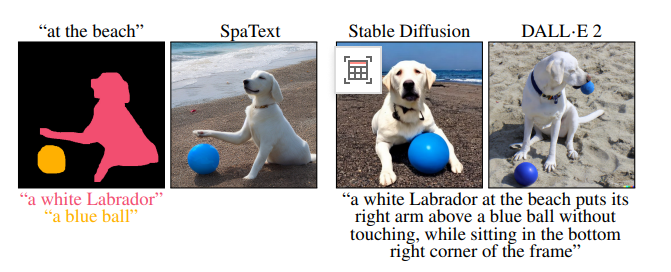 “at the beach”
SpaText
Stable Diffusion
DALL·E 2
“a white Labrador”
“a blue ball”
“a white Labrador at the beach puts its
right arm above a blue ball without
touching, while sitting in the bottom
right corner of the frame”